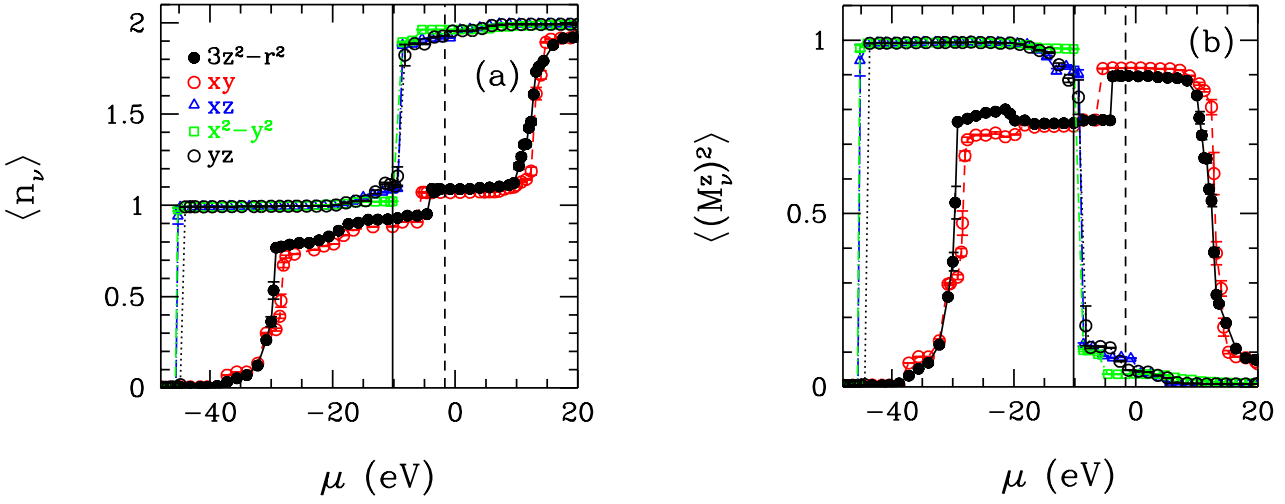 ⟨n_ν⟩
2
1.5
1
0.5
0
3z²−r²
xy
xz
x²−y²
yz
(a)
−40 −20 0 20
μ (eV)
⟨(M_ν^z)²⟩
1
0.5
0
(b)
−40 −20 0 20
μ (eV)